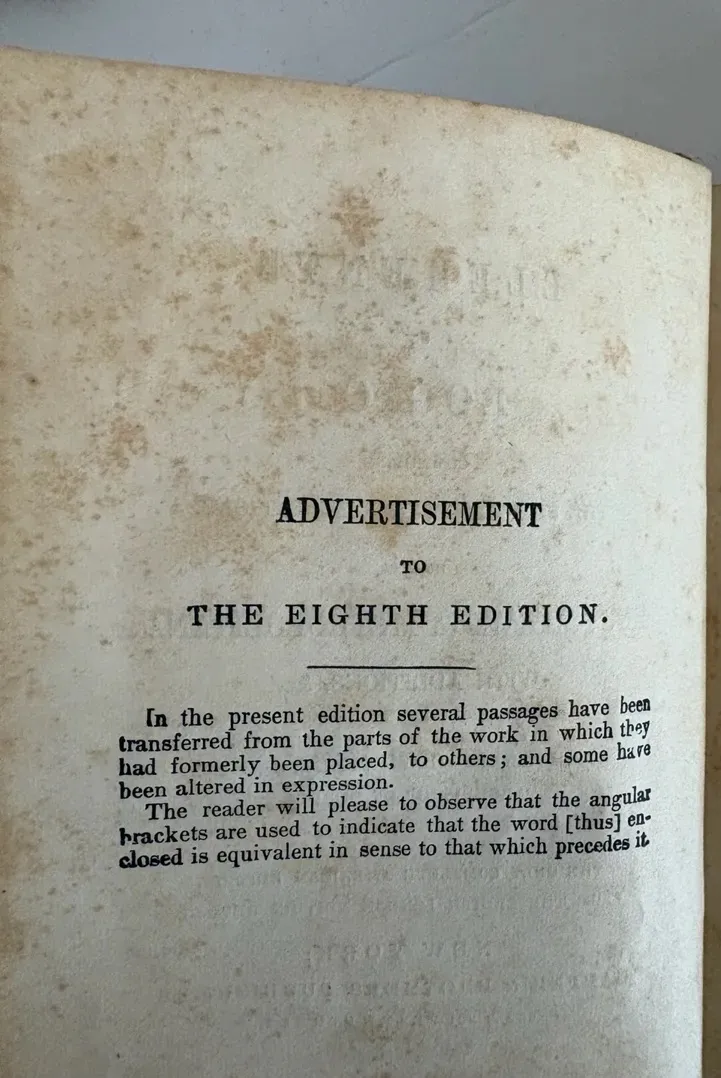 ADVERTISEMENT
TO
THE EIGHTH EDITION.
In the present edition several passages have been
transferred from the parts of the work in which they
had formerly been placed, to others; and some have
been altered in expression.
The reader will please to observe that the angular
brackets are used to indicate that the word [thus] en-
closed is equivalent in sense to that which precedes it.